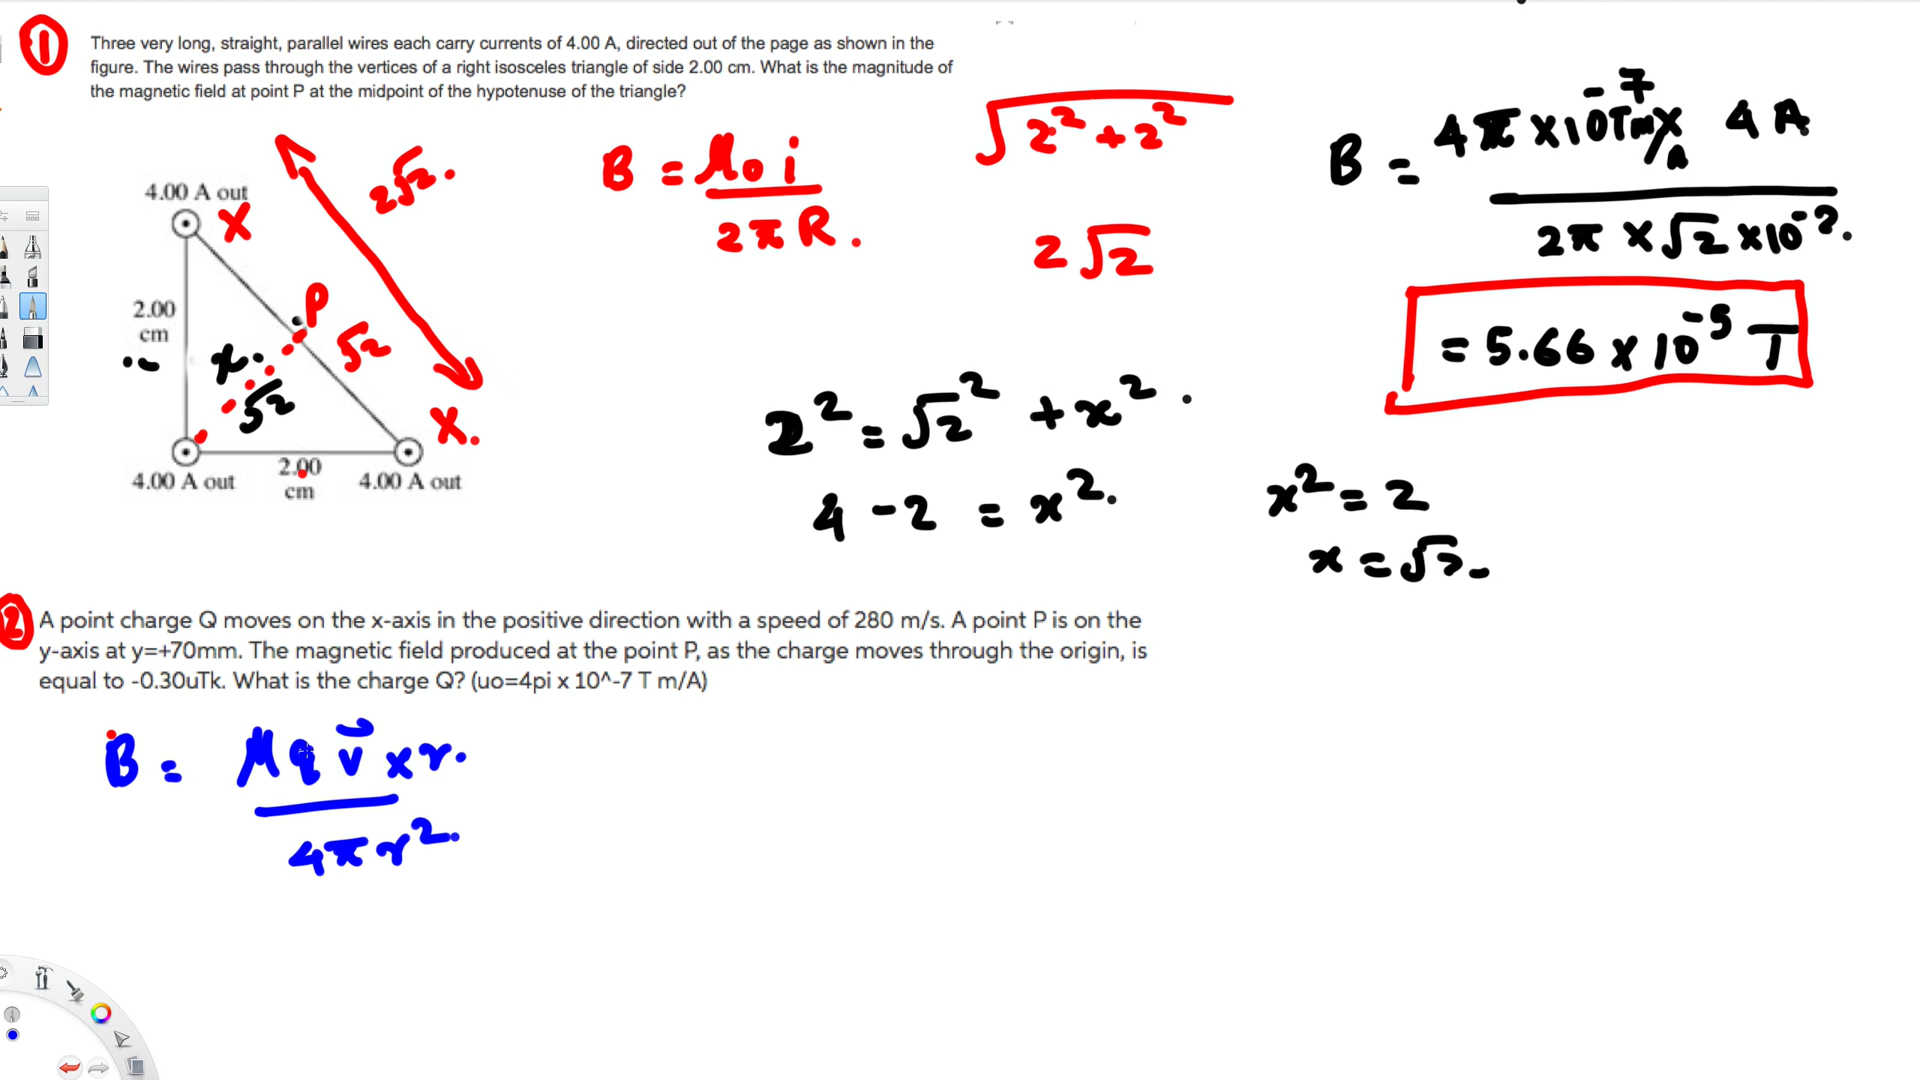 1
Three very long, straight, parallel wires each carry currents of 4.00 A, directed out of the page as shown in the
figure. The wires pass through the vertices of a right isosceles triangle of side 2.00 cm. What is the magnitude of
the magnetic field at point P at the midpoint of the hypotenuse of the triangle?
4.00 A out
X
2√2.
P
2.00
cm
x.
√2
√2
X.
4.00 A out
2.00
cm
4.00 A out
B = μ₀ i / 2π R.
√2² + 2²
2√2
B = 4π × 10⁻⁷ Tm/A × 4 A / 2π × √2 × 10⁻².
= 5.66 × 10⁻⁵ T
2² = √2² + x².
4 - 2 = x².
x² = 2
x = √2
2
A point charge Q moves on the x-axis in the positive direction with a speed of 280 m/s. A point P is on the
y-axis at y=+70mm. The magnetic field produced at the point P, as the charge moves through the origin, is
equal to -0.30uTk. What is the charge Q? (uo=4pi x 10^-7 T m/A)
B = μ q v⃗ × r. / 4π r².